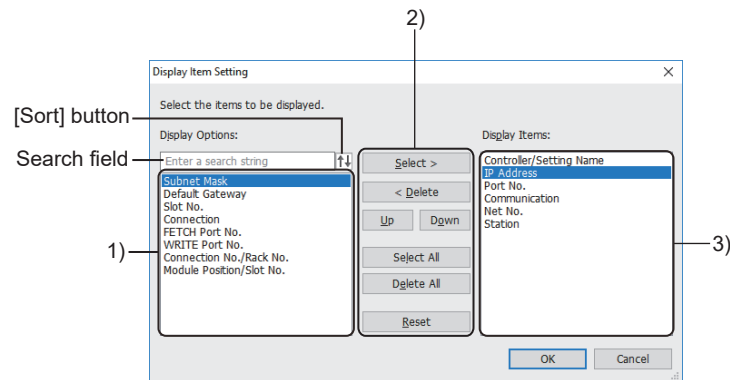 2)
Display Item Setting
Select the items to be displayed.
[Sort] button
Display Options:
Display Items:
Search field
Enter a search string
Select >
Controller/Setting Name
Subnet Mask
IP Address
Default Gateway
< Delete
Port No.
Slot No.
Communication
Connection
Up
Down
Net No.
FETCH Port No.
Station
WRITE Port No.
1)
Connection No./Rack No.
Select All
3)
Module Position/Slot No.
Delete All
Reset
OK
Cancel